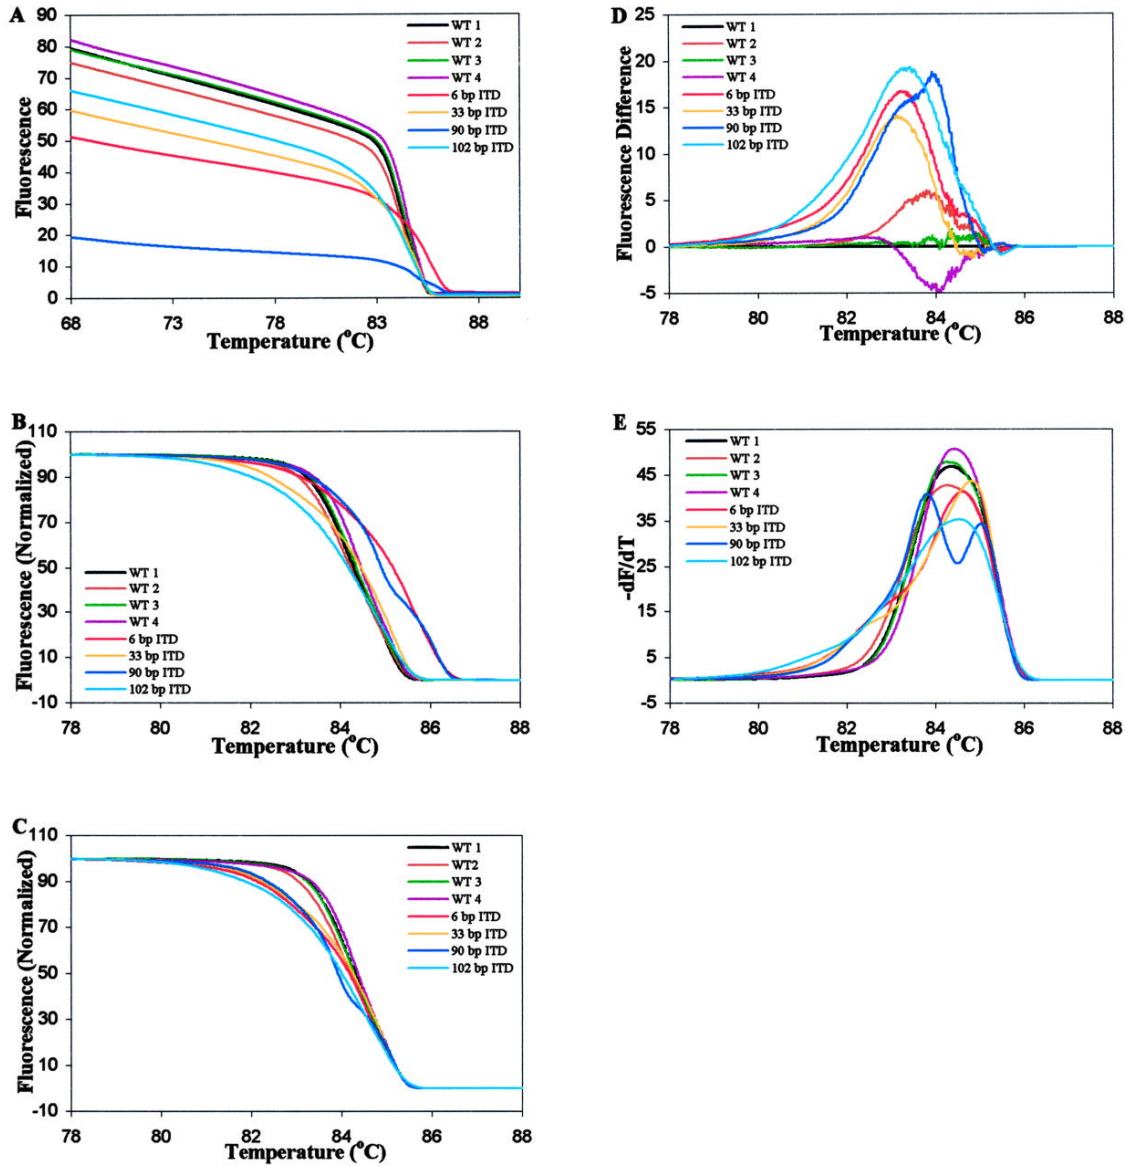 A
90
80
70
60
50
40
30
20
10
0
Fluorescence
WT 1
WT 2
WT 3
WT 4
6 bp ITD
33 bp ITD
90 bp ITD
102 bp ITD
68 73 78 83 88
Temperature (°C)
D
25
20
15
10
5
0
-5
Fluorescence Difference
WT 1
WT 2
WT 3
WT 4
6 bp ITD
33 bp ITD
90 bp ITD
102 bp ITD
78 80 82 84 86 88
Temperature (°C)
B
110
90
70
50
30
10
-10
Fluorescence (Normalized)
WT 1
WT 2
WT 3
WT 4
6 bp ITD
33 bp ITD
90 bp ITD
102 bp ITD
78 80 82 84 86 88
Temperature (°C)
E
55
45
35
25
15
5
-5
-dF/dT
WT 1
WT 2
WT 3
WT 4
6 bp ITD
33 bp ITD
90 bp ITD
102 bp ITD
78 80 82 84 86 88
Temperature (°C)
C
110
90
70
50
30
10
-10
Fluorescence (Normalized)
WT 1
WT2
WT 3
WT 4
6 bp ITD
33 bp ITD
90 bp ITD
102 bp ITD
78 80 82 84 86 88
Temperature (°C)